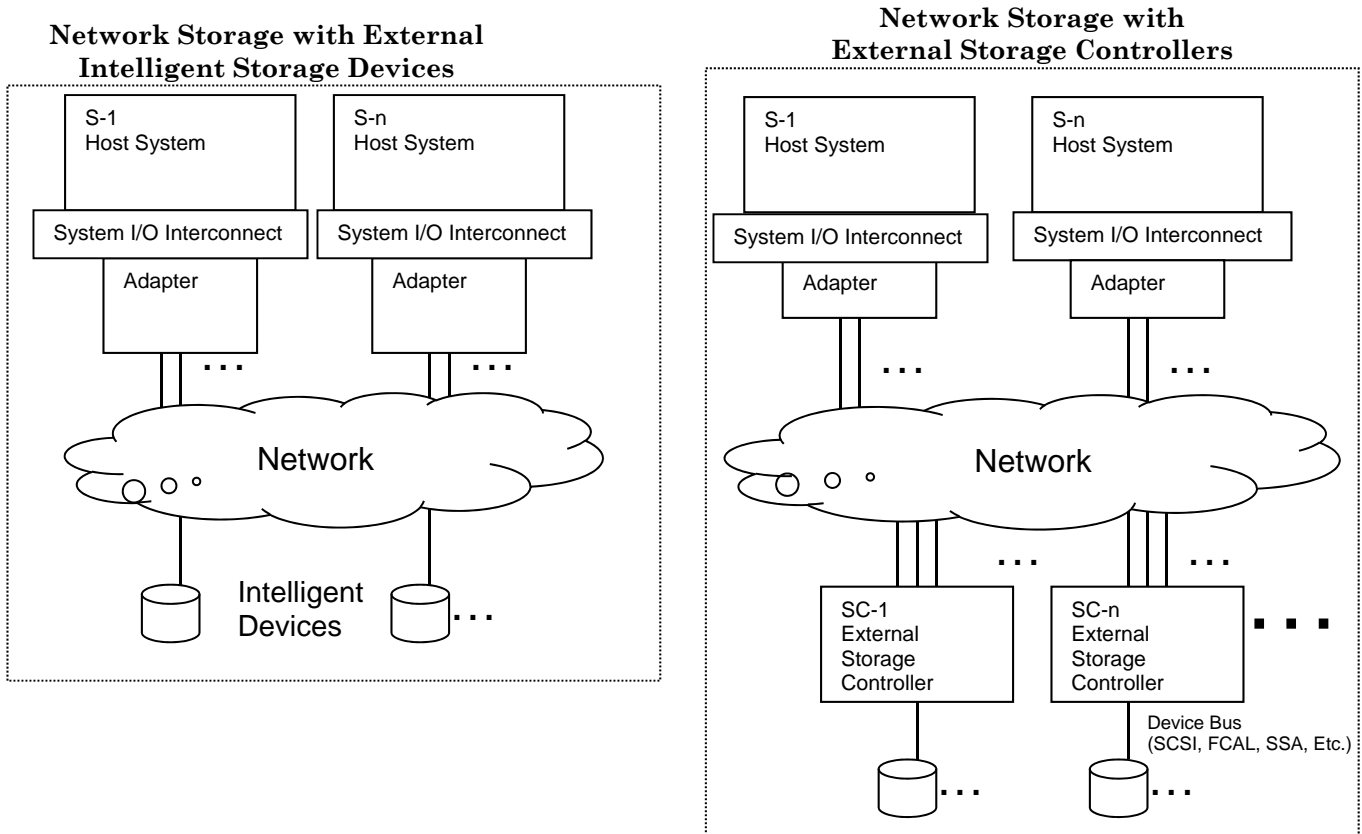 Network Storage with External
Intelligent Storage Devices
S-1
Host System
S-n
Host System
System I/O Interconnect
System I/O Interconnect
Adapter
Adapter
...
...
Network
Intelligent
Devices
...
Network Storage with
External Storage Controllers
S-1
Host System
S-n
Host System
System I/O Interconnect
System I/O Interconnect
Adapter
Adapter
...
...
Network
...
...
SC-1
External
Storage
Controller
SC-n
External
Storage
Controller
...
Device Bus
(SCSI, FCAL, SSA, Etc.)
...
...